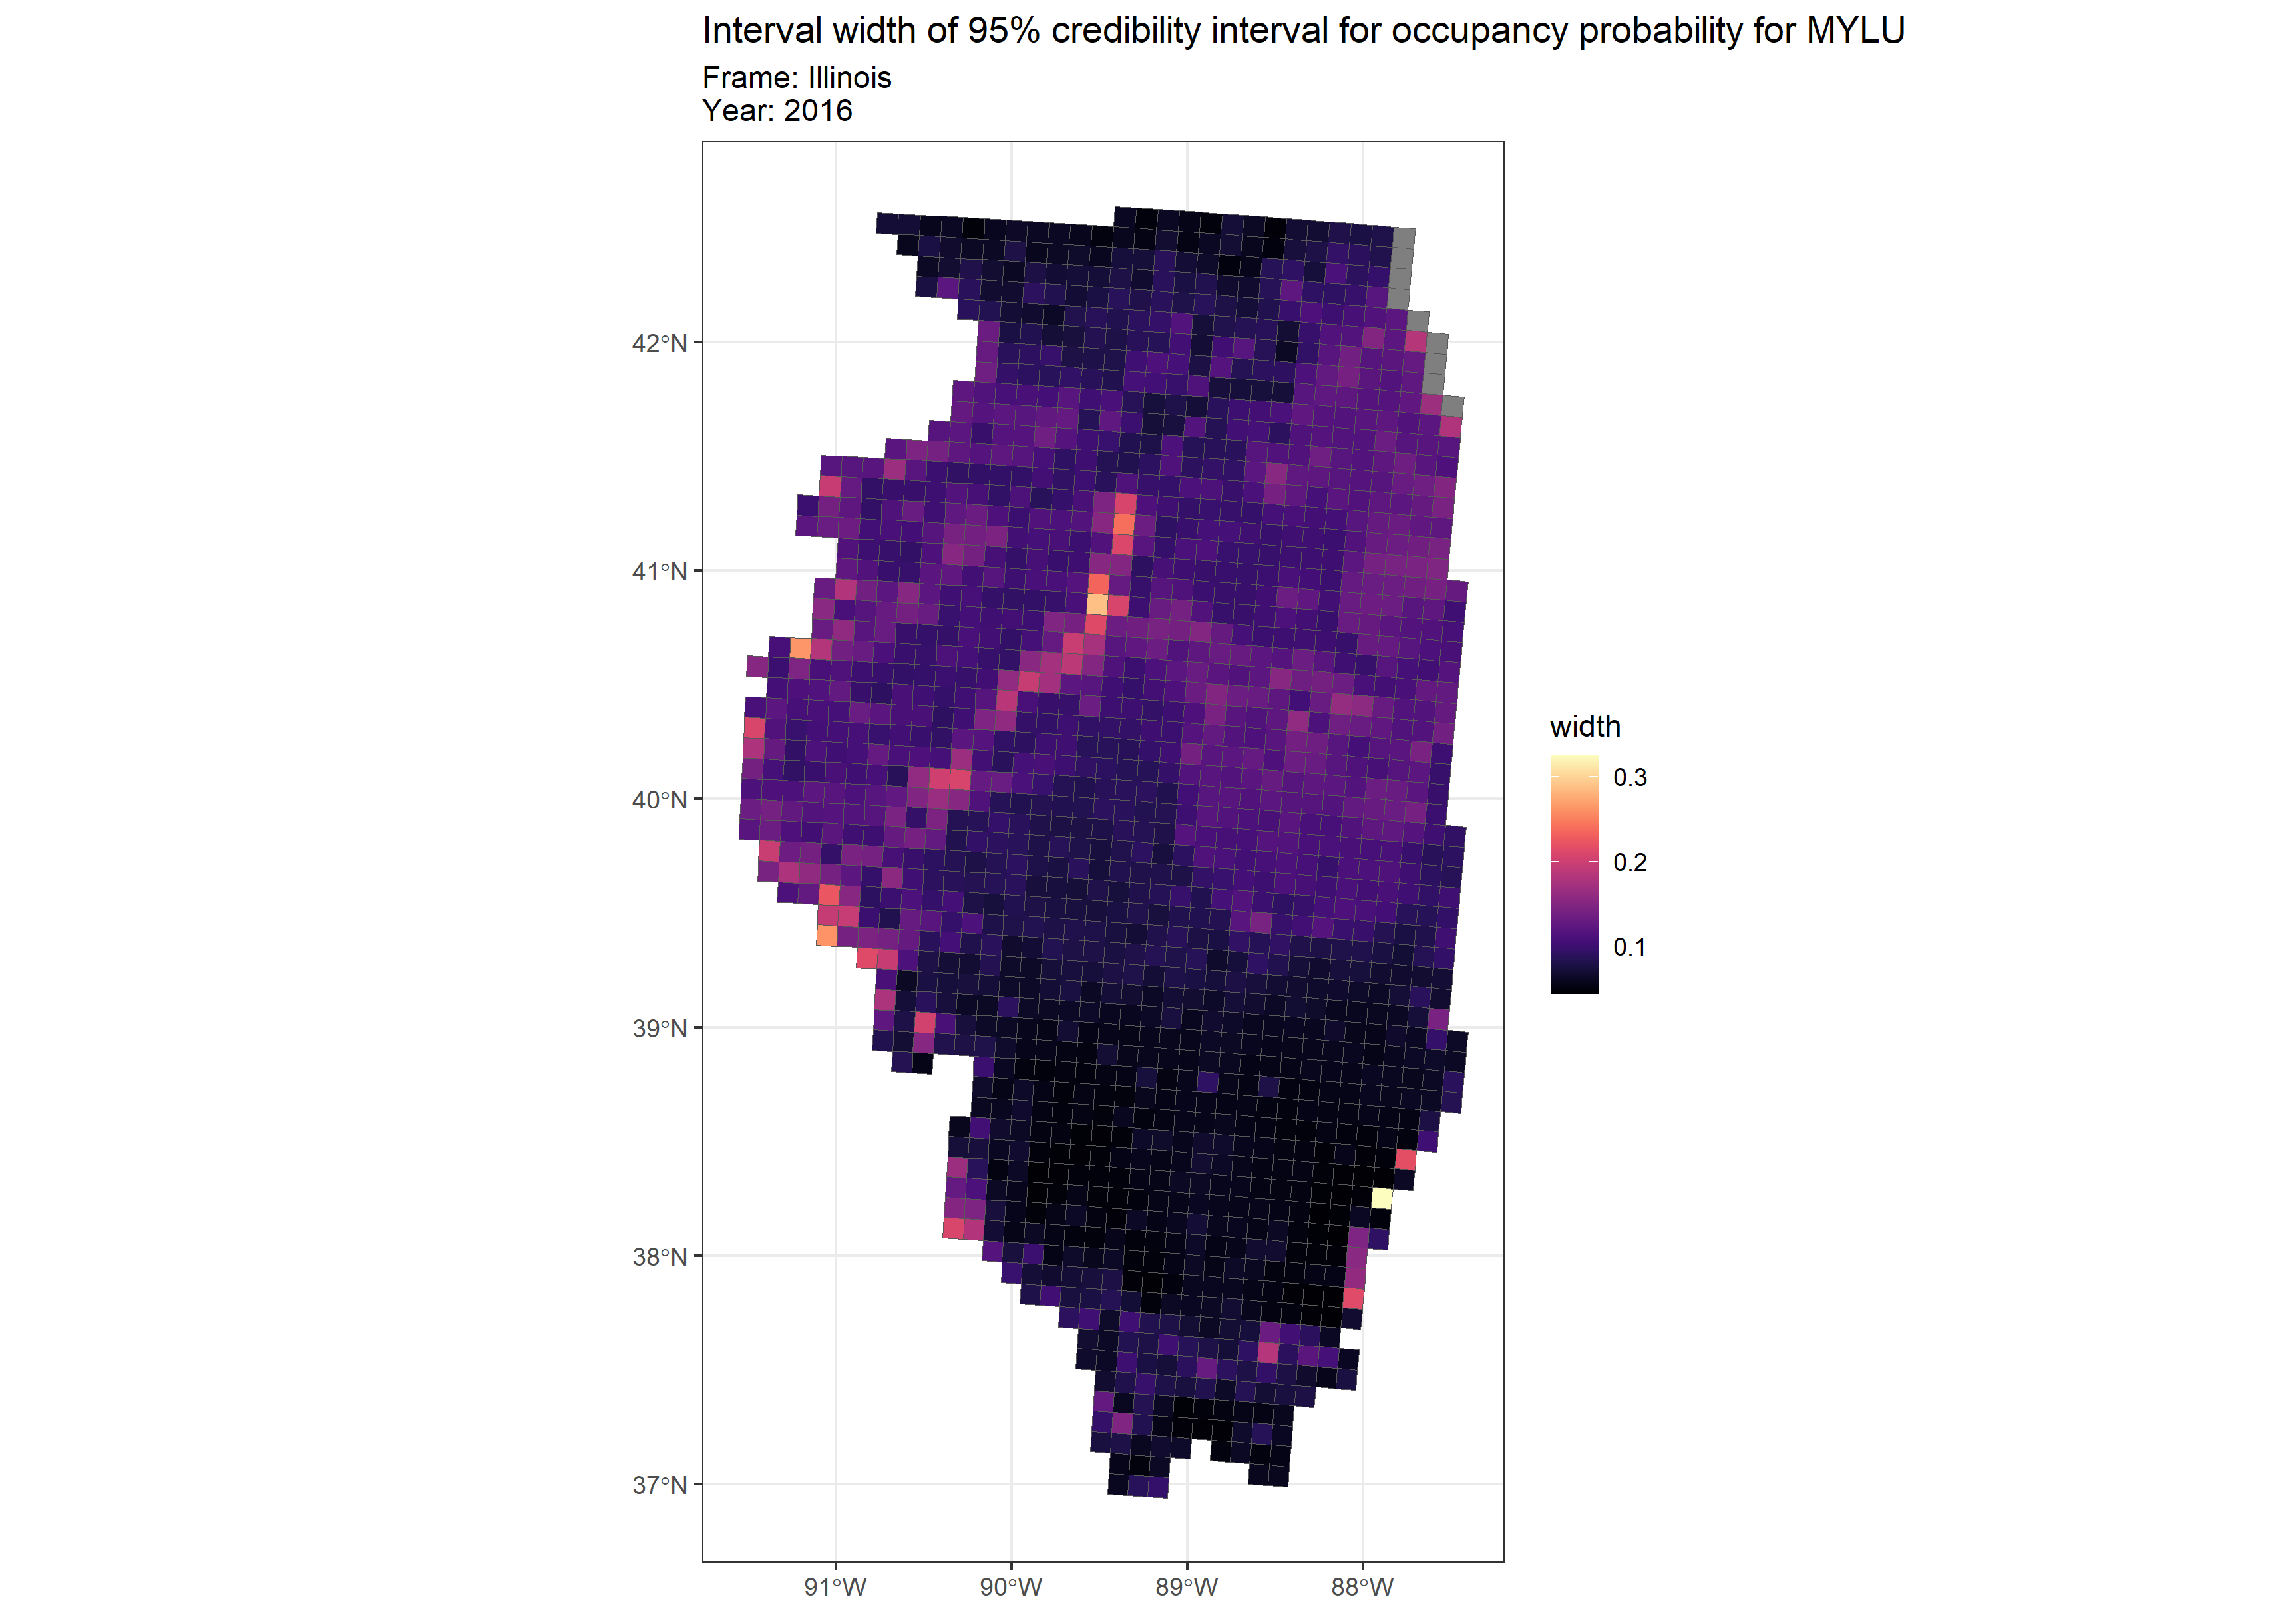 Interval width of 95% credibility interval for occupancy probability for MYLU
Frame: Illinois
Year: 2016
42°N
41°N
40°N
39°N
38°N
37°N
91°W
90°W
89°W
88°W
width
0.3
0.2
0.1